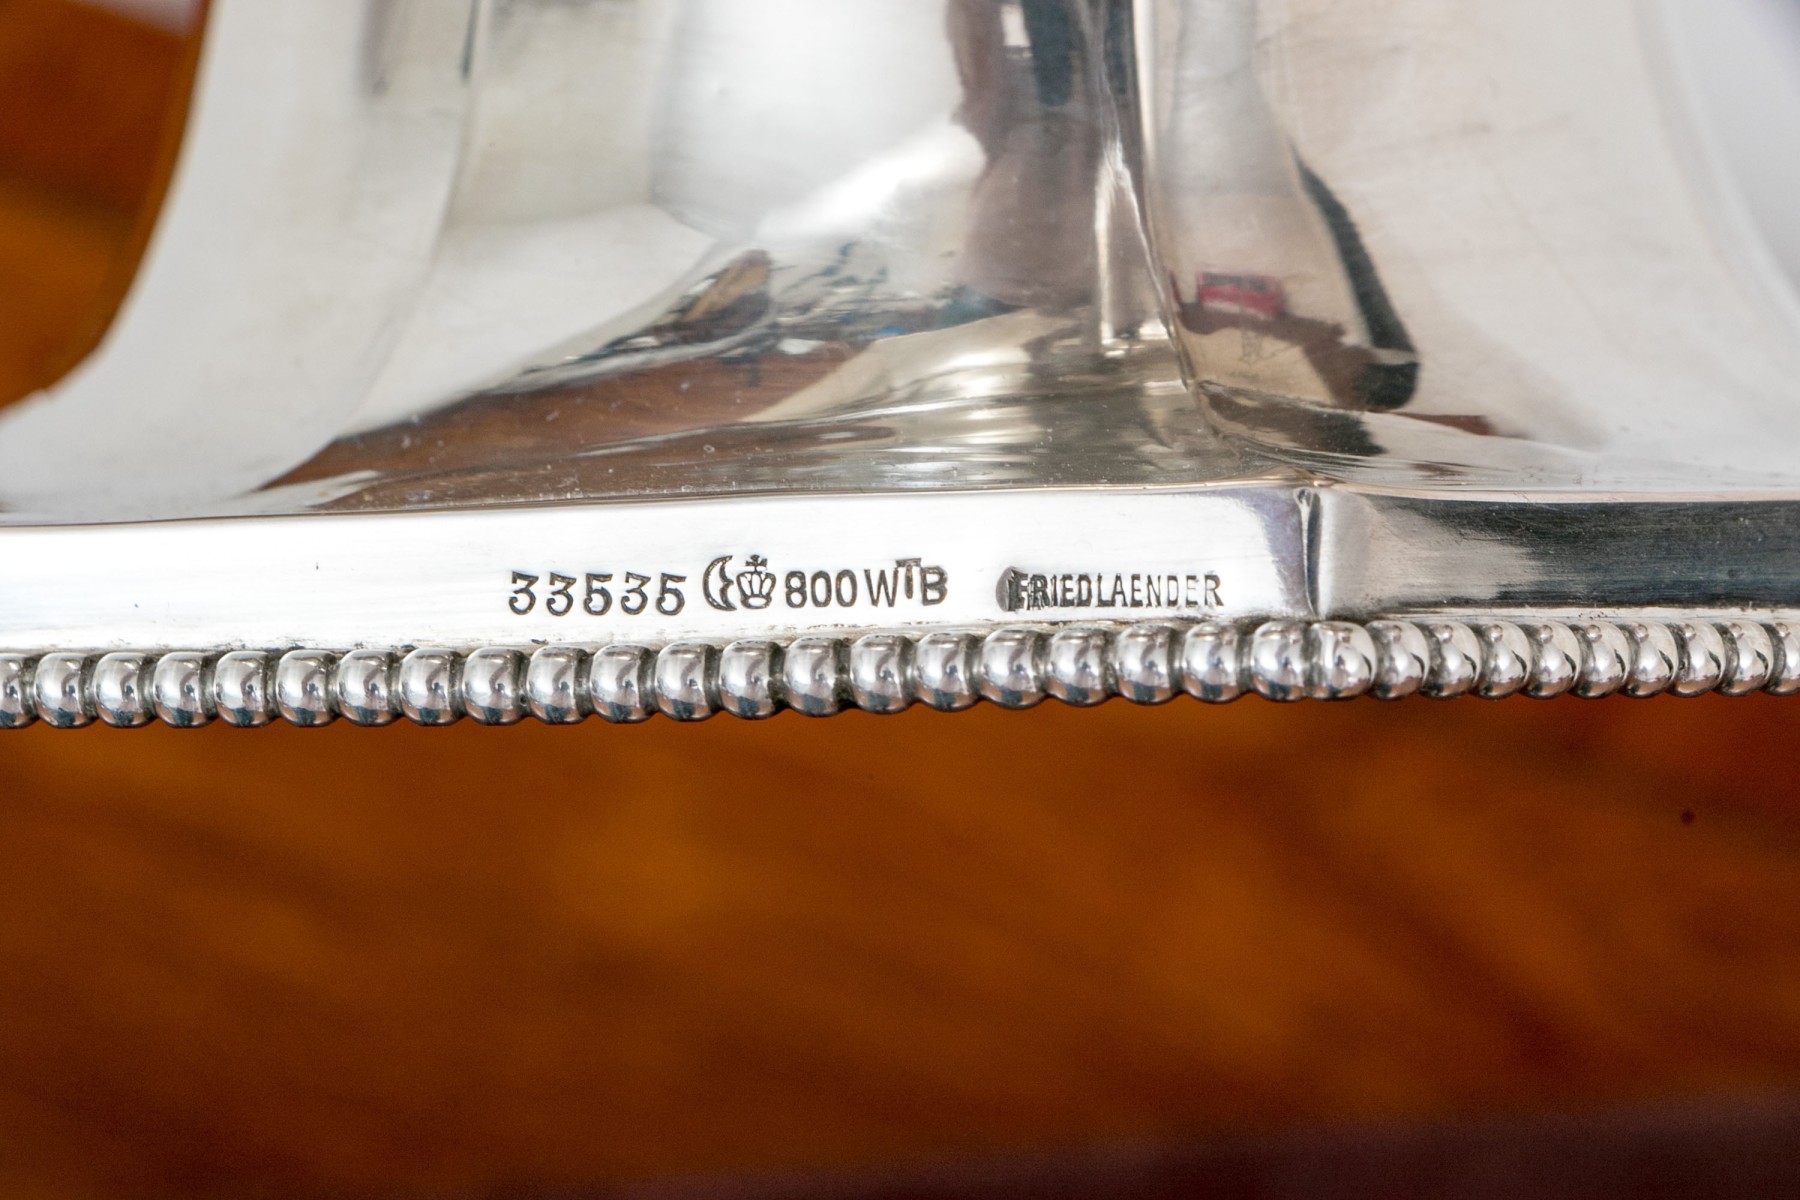 33535 800 WTB FRIEDLAENDER